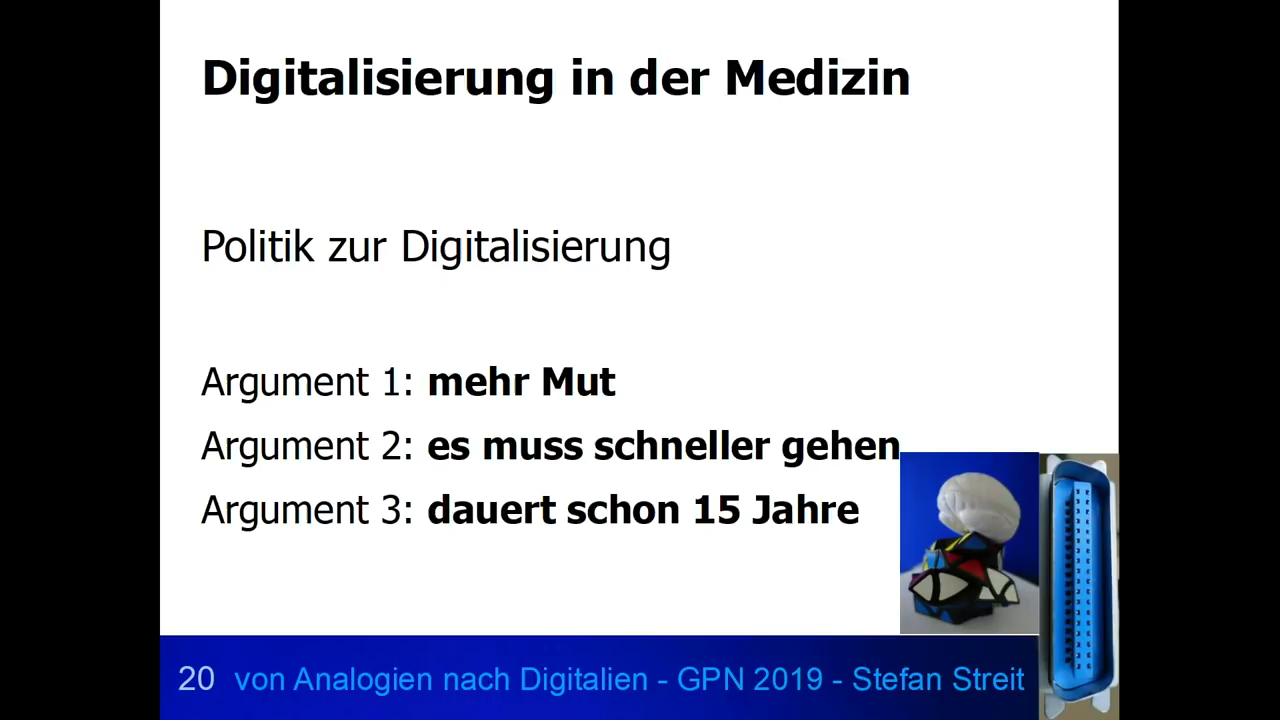 Digitalisierung in der Medizin
Politik zur Digitalisierung
Argument 1: mehr Mut
Argument 2: es muss schneller gehen
Argument 3: dauert schon 15 Jahre
20 von Analogien nach Digitalien - GPN 2019 - Stefan Streit